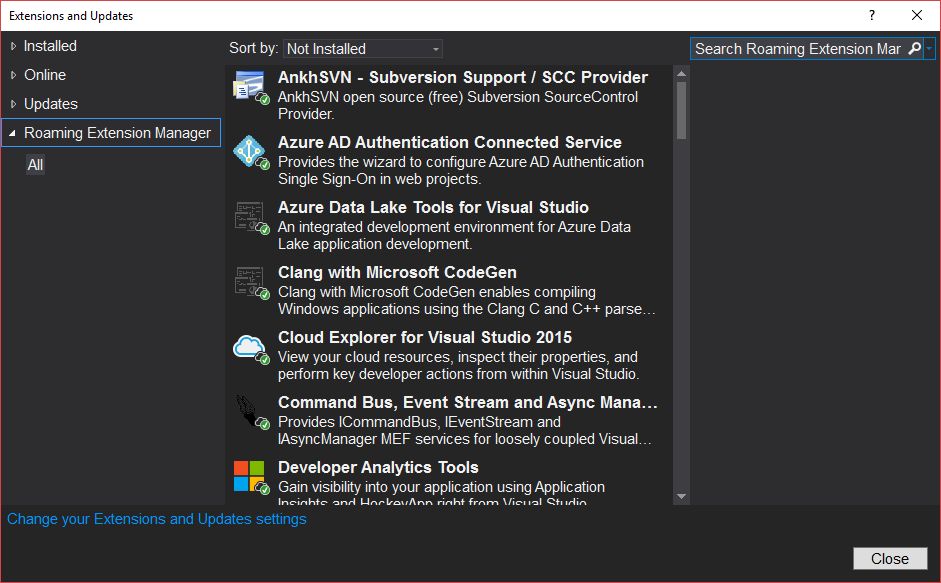 Extensions and Updates
?
Installed
Online
Updates
Roaming Extension Manager
All
Sort by: Not Installed
Search Roaming Extension Mar
AnkhSVN - Subversion Support / SCC Provider
AnkhSVN open source (free) Subversion SourceControl
Provider.
Azure AD Authentication Connected Service
Provides the wizard to configure Azure AD Authentication
Single Sign-On in web projects.
Azure Data Lake Tools for Visual Studio
An integrated development environment for Azure Data
Lake application development.
Clang with Microsoft CodeGen
Clang with Microsoft CodeGen enables compiling
Windows applications using the Clang C and C++ parse…
Cloud Explorer for Visual Studio 2015
View your cloud resources, inspect their properties, and
perform key developer actions from within Visual Studio.
Command Bus, Event Stream and Async Mana…
Provides ICommandBus, IEventStream and
IAsyncManager MEF services for loosely coupled Visual…
Developer Analytics Tools
Gain visibility into your application using Application
Insights and HockeyApp right from Visual Studio
Change your Extensions and Updates settings
Close